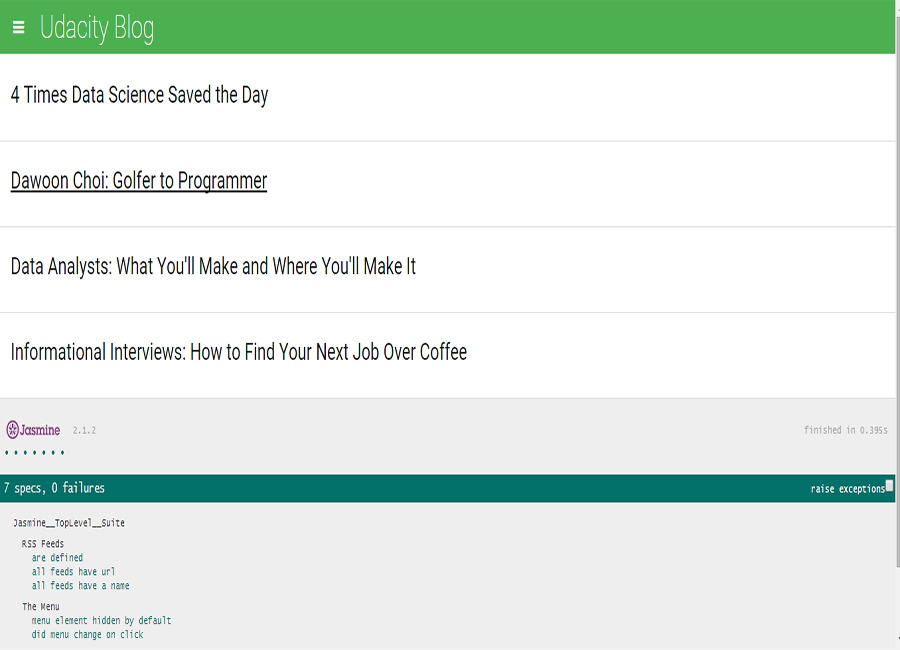 Udacity Blog
4 Times Data Science Saved the Day
Dawoon Choi: Golfer to Programmer
Data Analysts: What You'll Make and Where You'll Make It
Informational Interviews: How to Find Your Next Job Over Coffee
Jasmine 2.1.2 finished in 0.395s
7 specs, 0 failures raise exceptions
Jasmine__TopLevel__Suite
RSS Feeds
are defined
all feeds have url
all feeds have a name
The Menu
menu element hidden by default
did menu change on click